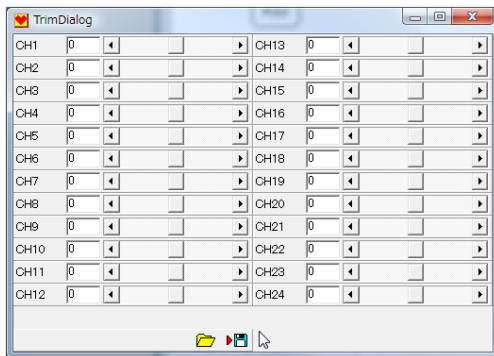 TrimDialog
CH1 0 CH13 0
CH2 0 CH14 0
CH3 0 CH15 0
CH4 0 CH16 0
CH5 0 CH17 0
CH6 0 CH18 0
CH7 0 CH19 0
CH8 0 CH20 0
CH9 0 CH21 0
CH10 0 CH22 0
CH11 0 CH23 0
CH12 0 CH24 0